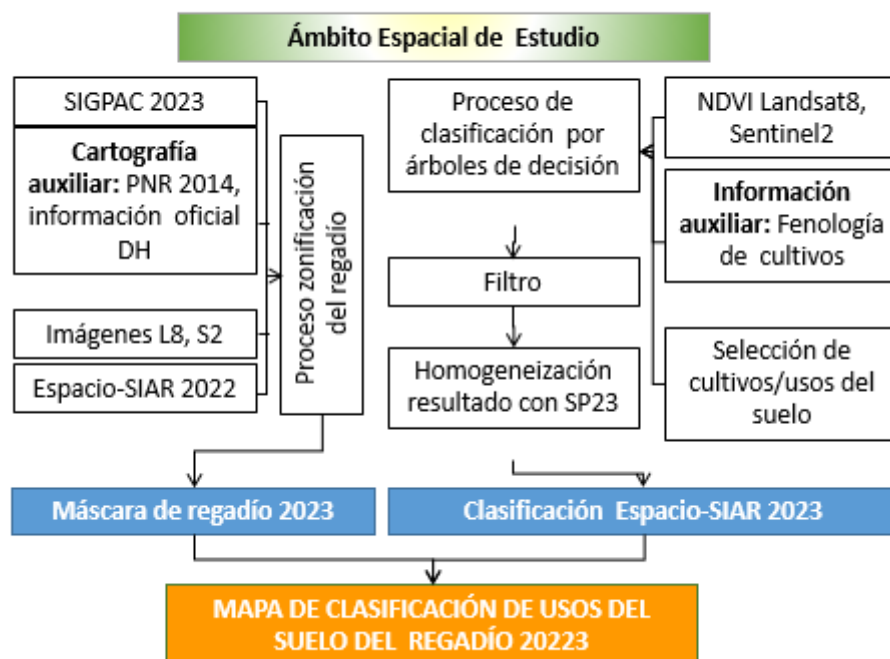 Ámbito Espacial de Estudio
SIGPAC 2023
Cartografía
auxiliar: PNR 2014,
información oficial
DH
Imágenes L8, S2
Espacio-SIAR 2022
Proceso zonificación
del regadío
Proceso de
clasificación por
árboles de decisión
Filtro
Homogeneización
resultado con SP23
NDVI Landsat8,
Sentinel2
Información
auxiliar: Fenología
de cultivos
Selección de
cultivos/usos del
suelo
Máscara de regadío 2023
Clasificación Espacio-SIAR 2023
MAPA DE CLASIFICACIÓN DE USOS DEL
SUELO DEL REGADÍO 20223